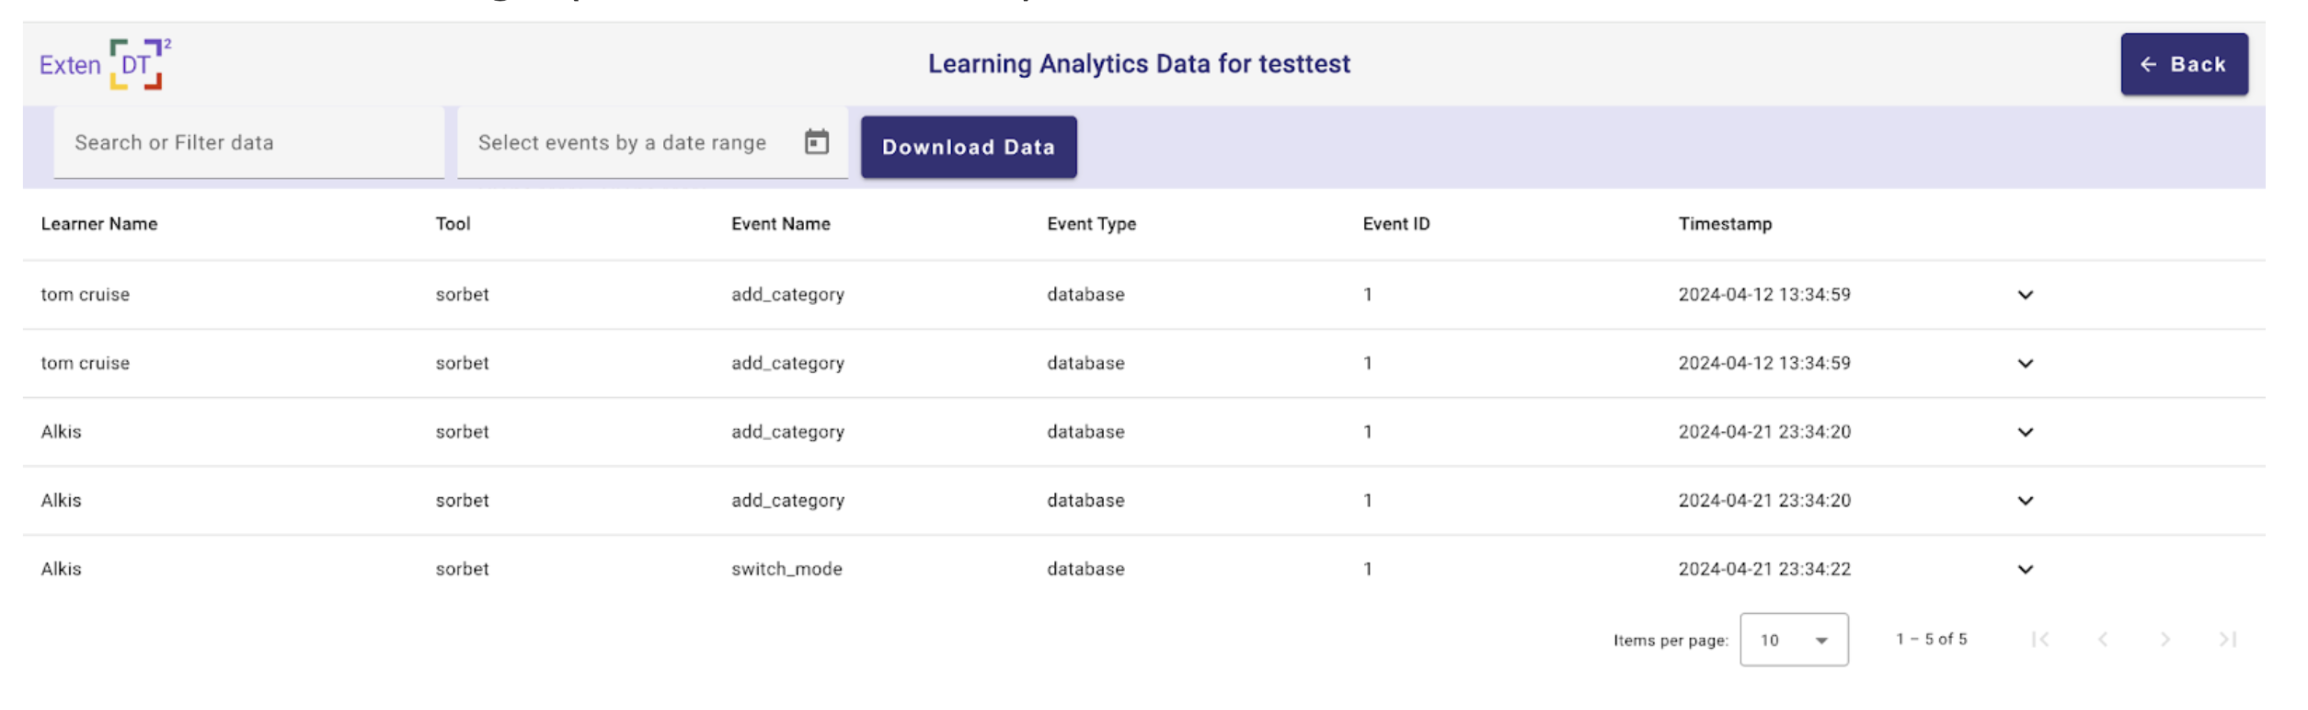 Exten DT²
Learning Analytics Data for testtest
← Back
Search or Filter data
Select events by a date range
Download Data
Learner Name Tool Event Name Event Type Event ID Timestamp
tom cruise sorbet add_category database 1 2024-04-12 13:34:59
tom cruise sorbet add_category database 1 2024-04-12 13:34:59
Alkis sorbet add_category database 1 2024-04-21 23:34:20
Alkis sorbet add_category database 1 2024-04-21 23:34:20
Alkis sorbet switch_mode database 1 2024-04-21 23:34:22
Items per page: 10 1 – 5 of 5